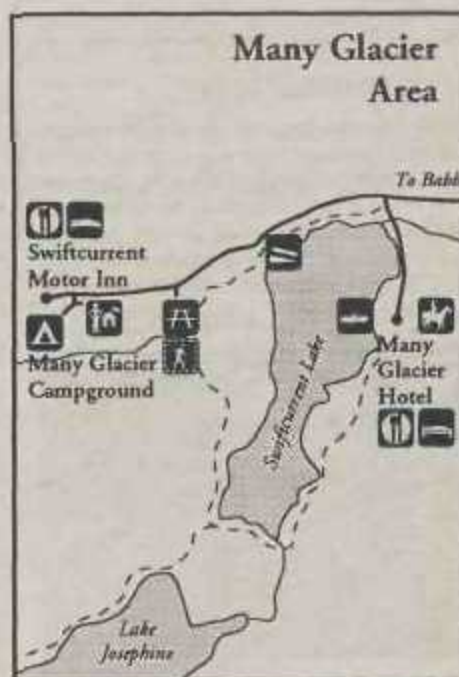 Many Glacier
Area
To Babb
Swiftcurrent
Motor Inn
Many Glacier
Campground
Swiftcurrent Lake
Many
Glacier
Hotel
Lake
Josephine